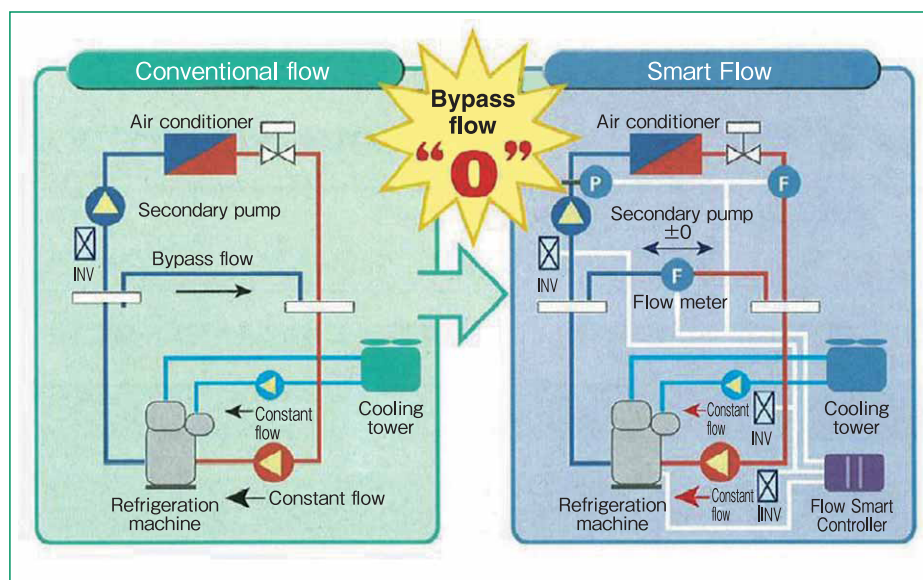 Conventional flow
Air conditioner
Secondary pump
INV
Bypass flow
Cooling
tower
Constant
flow
Refrigeration
machine
Constant flow
Bypass
flow
“0”
Smart Flow
Air conditioner
P
F
Secondary pump
±0
INV
F
Flow meter
Constant
flow
INV
Cooling
tower
Refrigeration
machine
Constant
flow
IINV
Flow Smart
Controller